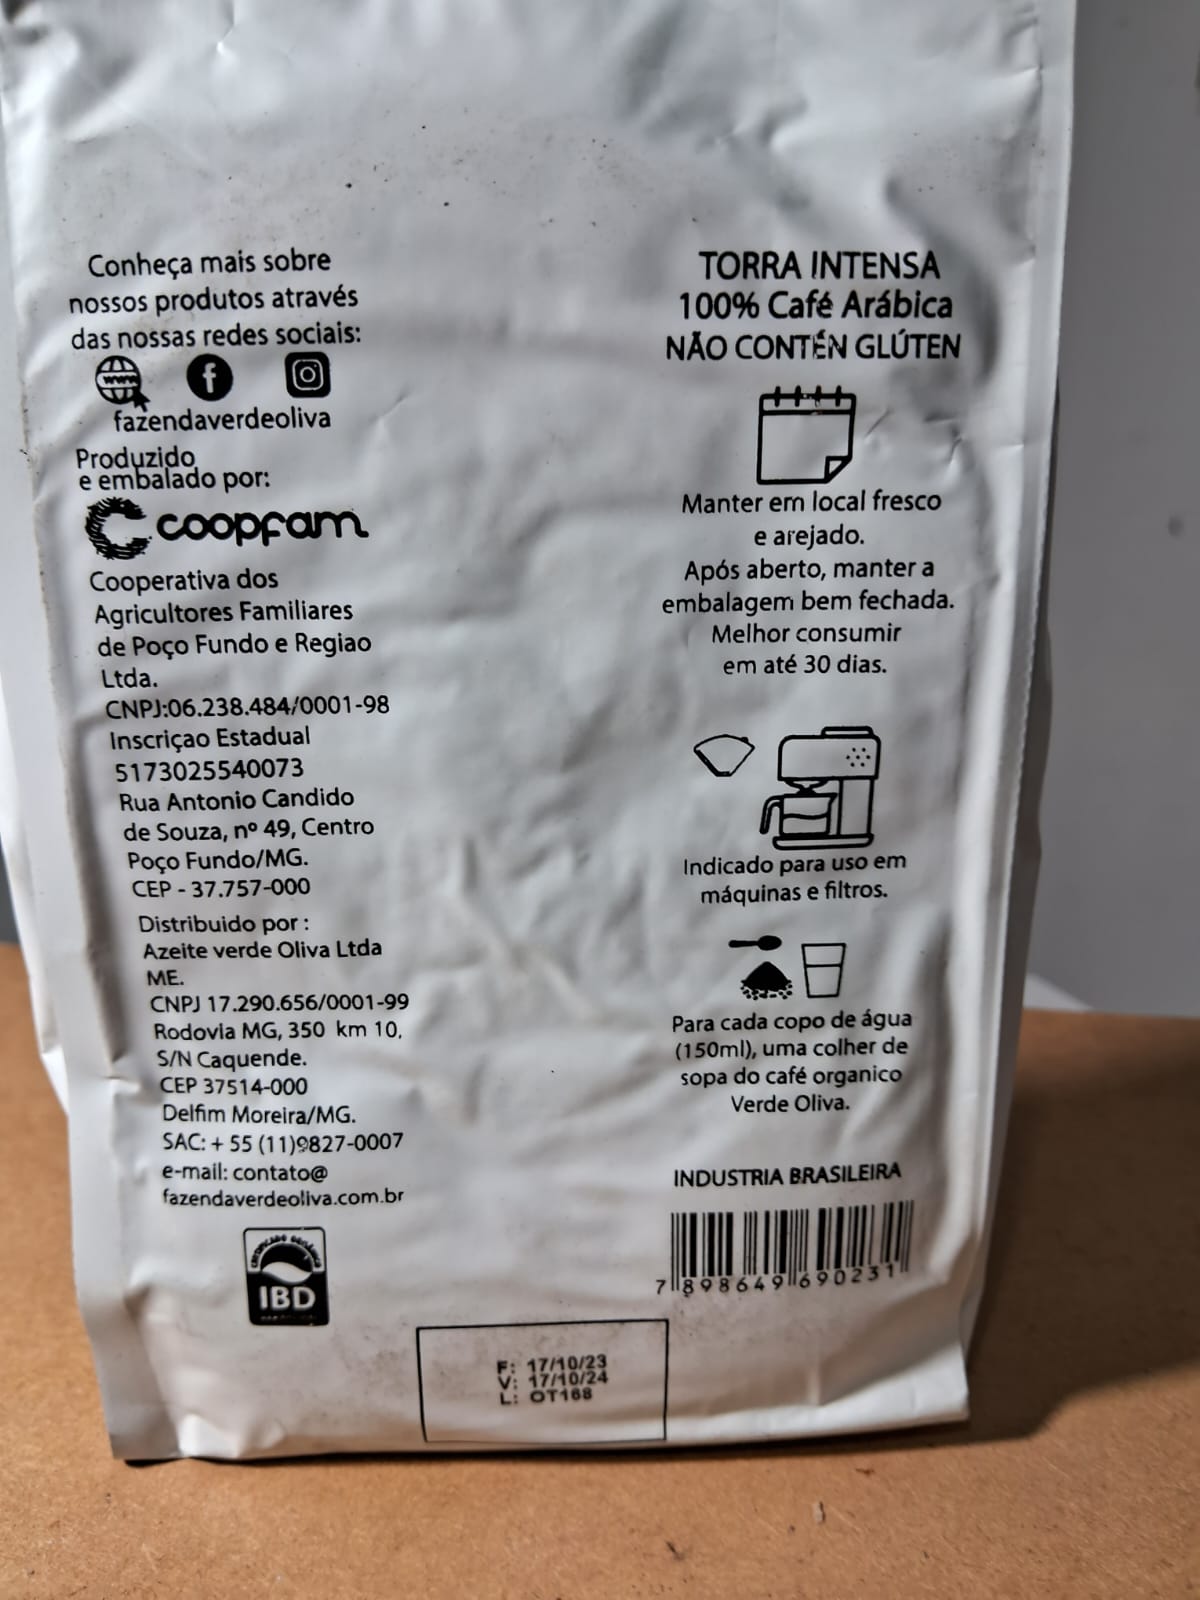 Conheça mais sobre
nossos produtos através
das nossas redes sociais:
www
fazendaverdeoliva
Produzido
e embalado por:
coopfam
Cooperativa dos
Agricultores Familiares
de Poço Fundo e Regiao
Ltda.
CNPJ:06.238.484/0001-98
Inscriçao Estadual
5173025540073
Rua Antonio Candido
de Souza, nº 49, Centro
Poço Fundo/MG.
CEP - 37.757-000
Distribuido por :
Azeite verde Oliva Ltda
ME.
CNPJ 17.290.656/0001-99
Rodovia MG, 350 km 10,
S/N Caquende.
CEP 37514-000
Delfim Moreira/MG.
SAC: + 55 (11)9827-0007
e-mail: contato@
fazendaverdeoliva.com.br
IBD
TORRA INTENSA
100% Café Arábica
NÃO CONTÉN GLÚTEN
Manter em local fresco
e arejado.
Após aberto, manter a
embalagem bem fechada.
Melhor consumir
em até 30 dias.
Indicado para uso em
máquinas e filtros.
Para cada copo de água
(150ml), uma colher de
sopa do café organico
Verde Oliva.
INDUSTRIA BRASILEIRA
7 898649 690231
F: 17/10/23
V: 17/10/24
L: OT168